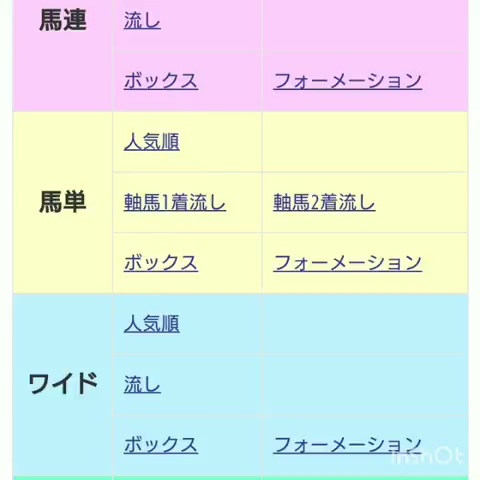 馬連
流し
ボックス フォーメーション
人気順
馬単
軸馬1着流し 軸馬2着流し
ボックス フォーメーション
人気順
ワイド
流し
ボックス フォーメーション
InShOt